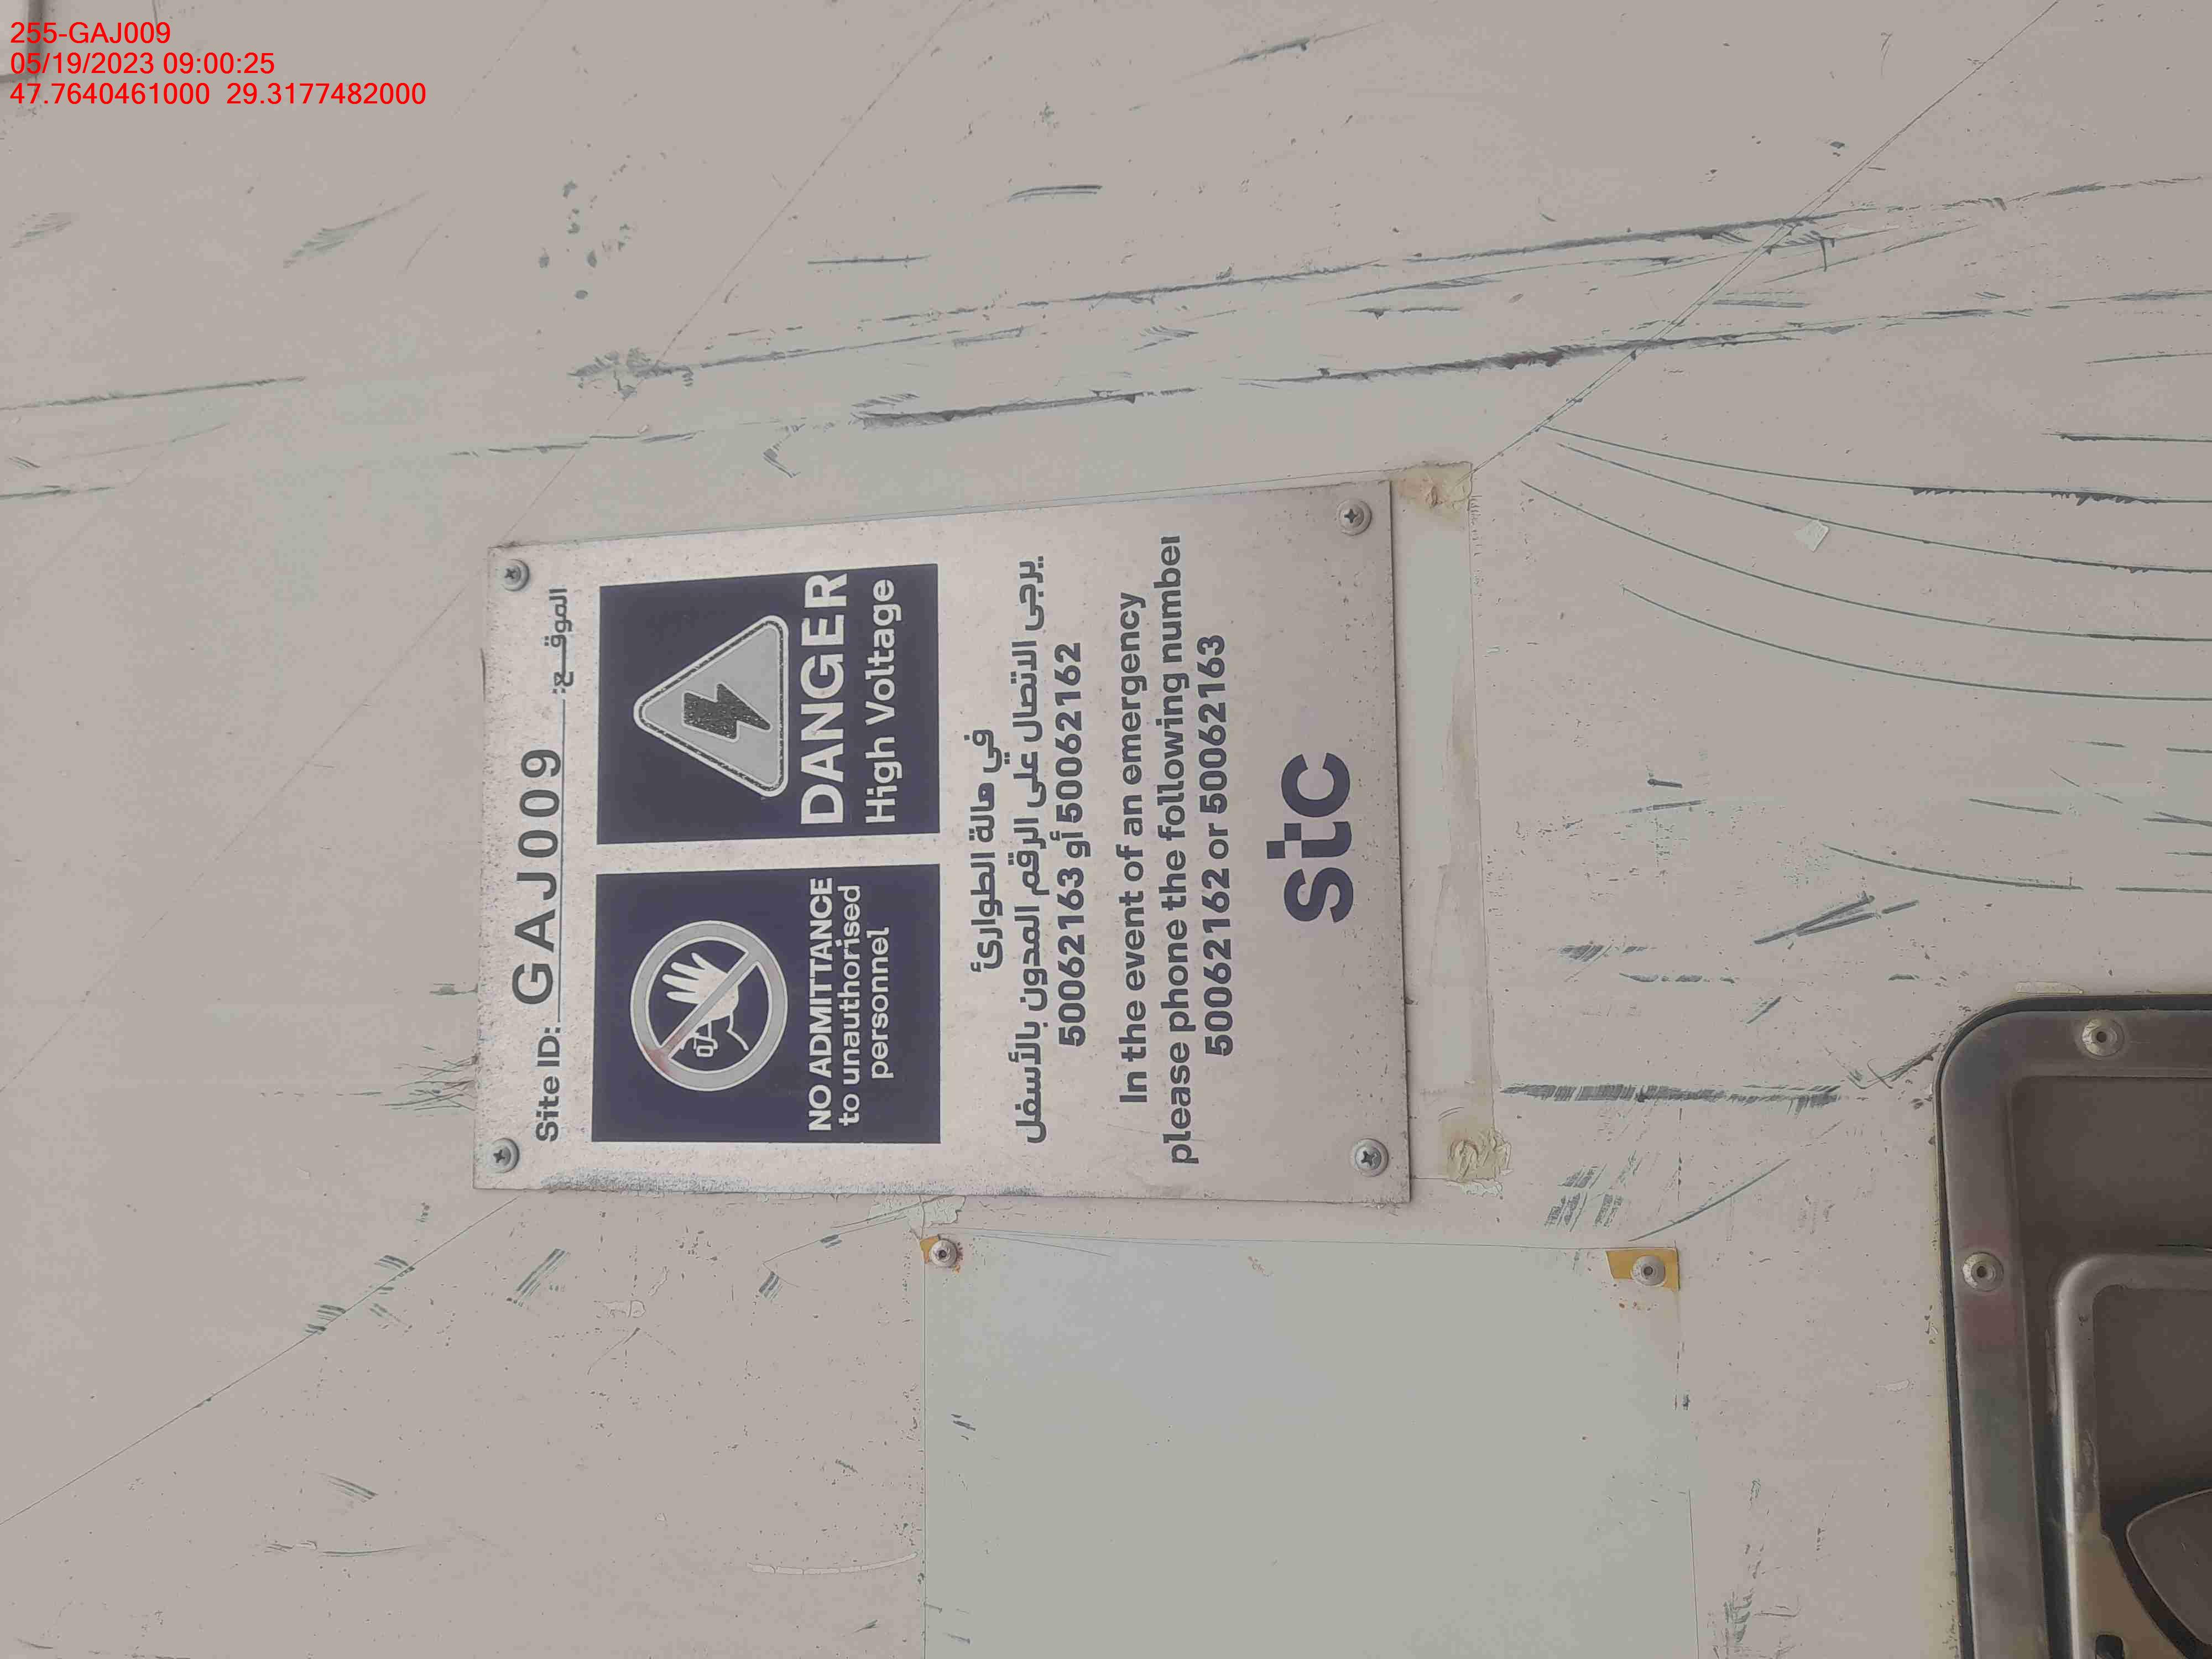 255-GAJ009
05/19/2023 09:00:25
47.7640461000 29.3177482000
Site ID: GAJ009 الموقـع:
NO ADMITTANCE
to unauthorised
personnel
DANGER
High Voltage
في حالة الطوارئ
يرجى الاتصال على الرقم المدون بالأسفل
50062163 أو 50062162
In the event of an emergency
please phone the following number
50062162 or 50062163
stc